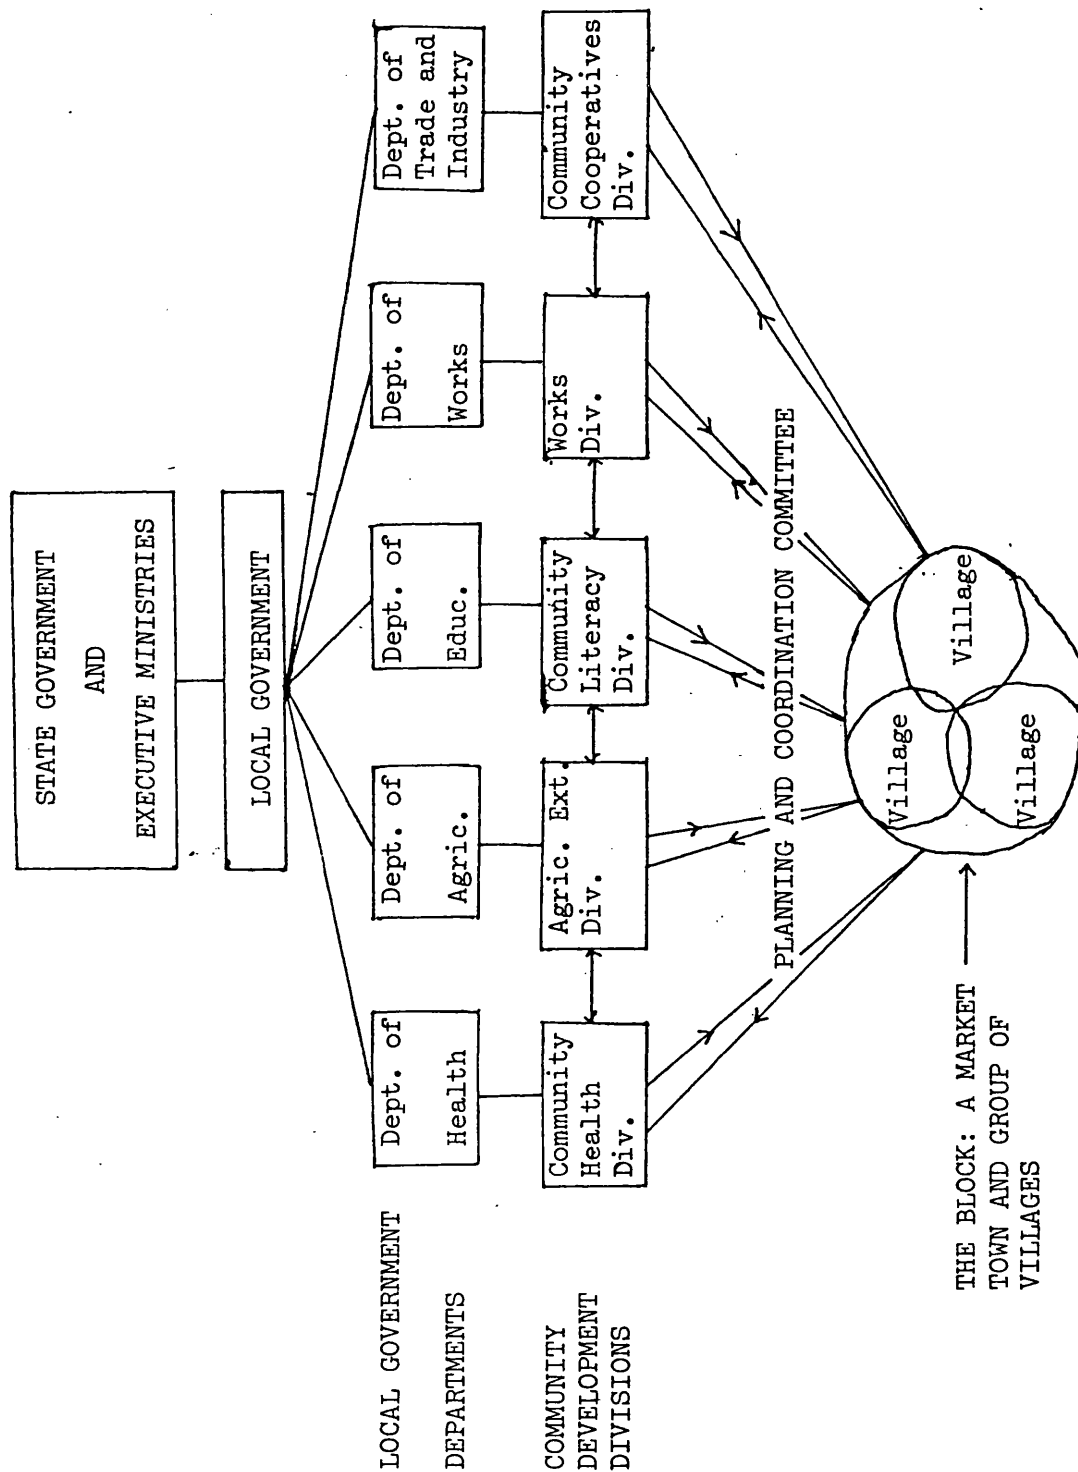 STATE GOVERNMENT
AND
EXECUTIVE MINISTRIES
LOCAL GOVERNMENT
LOCAL GOVERNMENT
DEPARTMENTS
Dept. of
Health
Dept. of
Agric.
Dept. of
Educ.
Dept. of
Works
Dept. of
Trade and
Industry
COMMUNITY
DEVELOPMENT
DIVISIONS
Community
Health
Div.
Agric. Ext.
Div.
Community
Literacy
Div.
Works
Div.
Community
Cooperatives
Div.
PLANNING AND COORDINATION COMMITTEE
THE BLOCK: A MARKET
TOWN AND GROUP OF
VILLAGES
Village
Village
Village